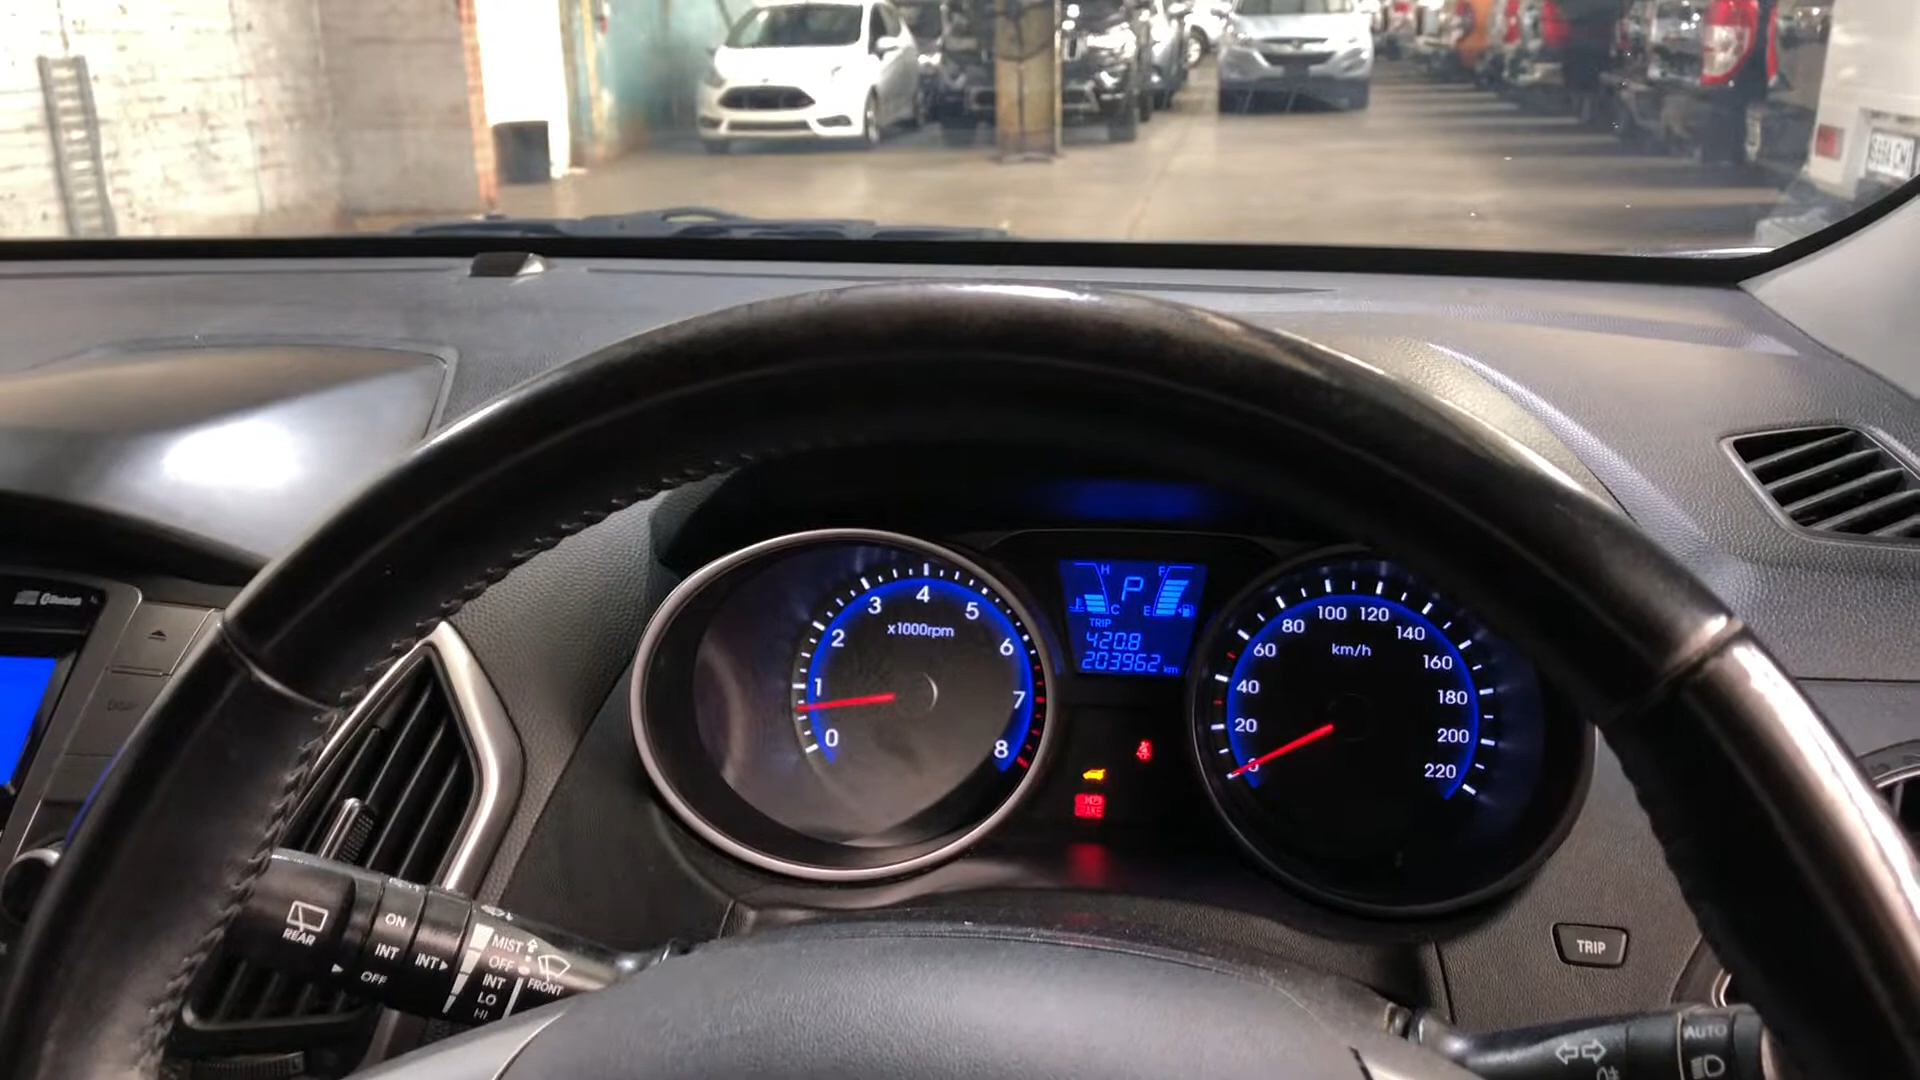 Bluetooth
0
1
2
3
4
5
6
7
8
x1000rpm
H
C
P
F
E
TRIP
420.8
203962 km
0
20
40
60
80
100
120
140
160
180
200
220
km/h
REAR
ON
INT
OFF
INT
MIST
OFF
INT
LO
HI
FRONT
TRIP
AUTO